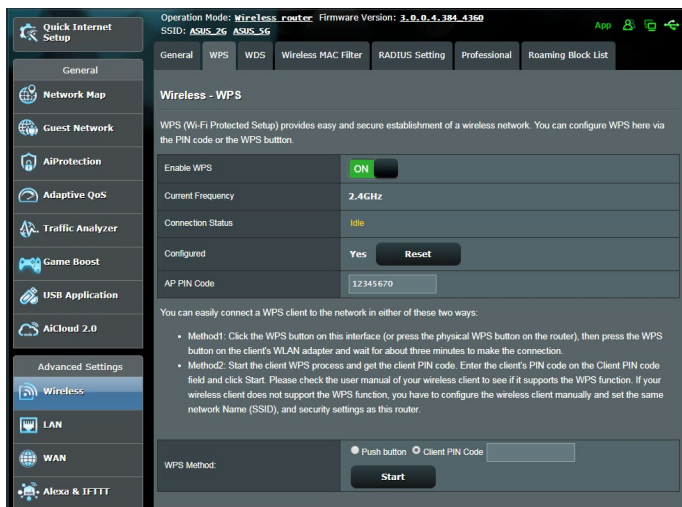 Quick Internet
Setup
Operation Mode: Wireless router Firmware Version: 3.0.0.4.384_4360
SSID: ASUS_2G ASUS_5G
App
General WPS WDS Wireless MAC Filter RADIUS Setting Professional Roaming Block List
General
Network Map
Guest Network
AiProtection
Adaptive QoS
Traffic Analyzer
Game Boost
USB Application
AiCloud 2.0
Advanced Settings
Wireless
LAN
WAN
Alexa & IFTTT
Wireless - WPS
WPS (Wi-Fi Protected Setup) provides easy and secure establishment of a wireless network. You can configure WPS here via
the PIN code or the WPS buttton.
Enable WPS ON
Current Frequency 2.4GHz
Connection Status Idle
Configured Yes Reset
AP PIN Code 12345670
You can easily connect a WPS client to the network in either of these two ways:
• Method1: Click the WPS button on this interface (or press the physical WPS button on the router), then press the WPS
button on the client's WLAN adapter and wait for about three minutes to make the connection.
• Method2: Start the client WPS process and get the client PIN code. Enter the client's PIN code on the Client PIN code
field and click Start. Please check the user manual of your wireless client to see if it supports the WPS function. If your
wireless client does not support the WPS function, you have to configure the wireless client manually and set the same
network Name (SSID), and security settings as this router.
WPS Method: Push button Client PIN Code
Start